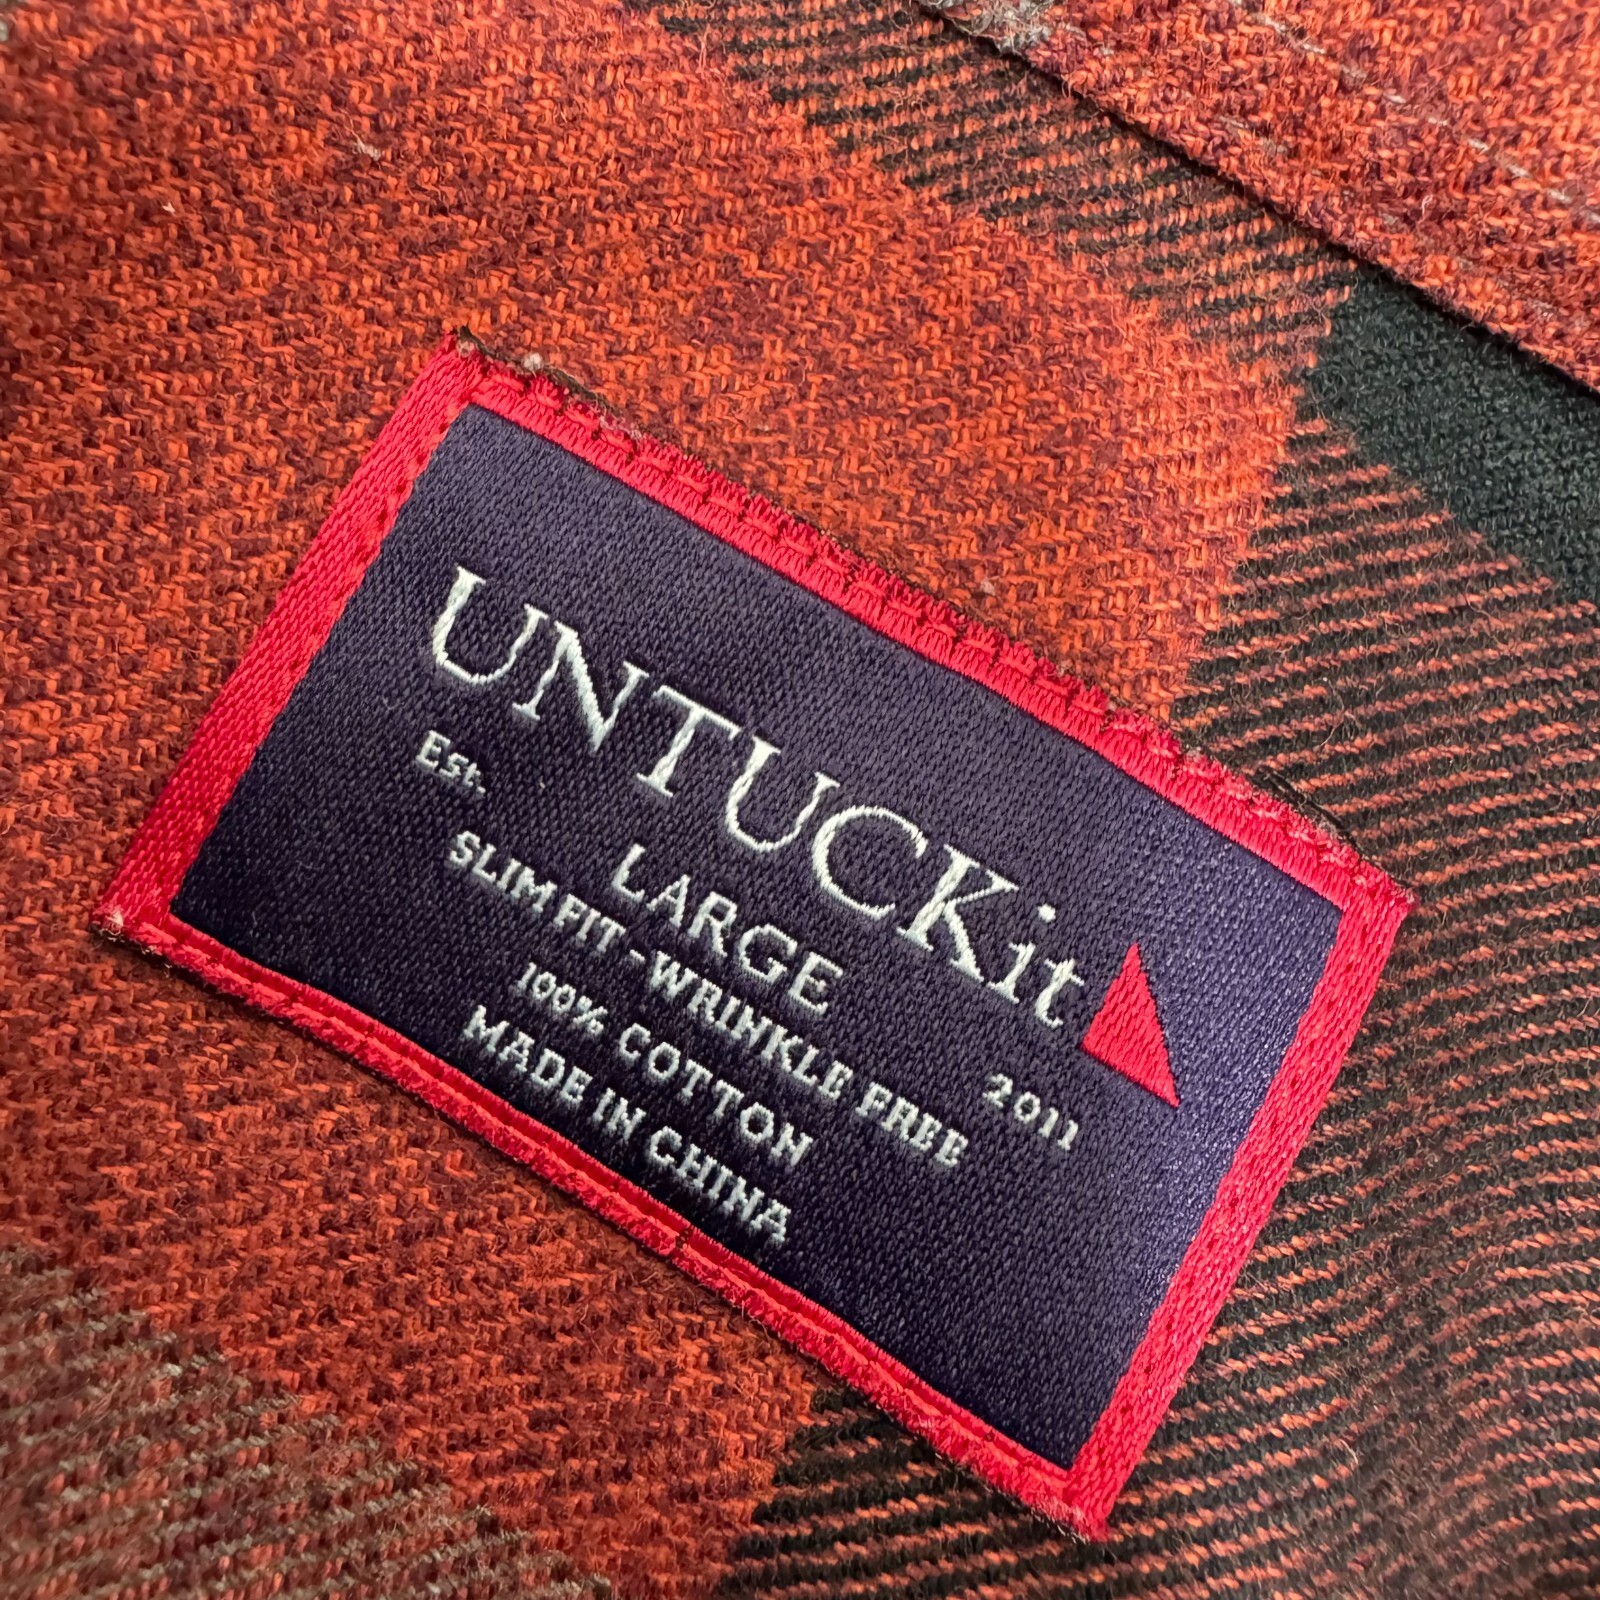 UNTUCKit
Est. 2011
LARGE
SLIM FIT - WRINKLE FREE
100% COTTON
MADE IN CHINA